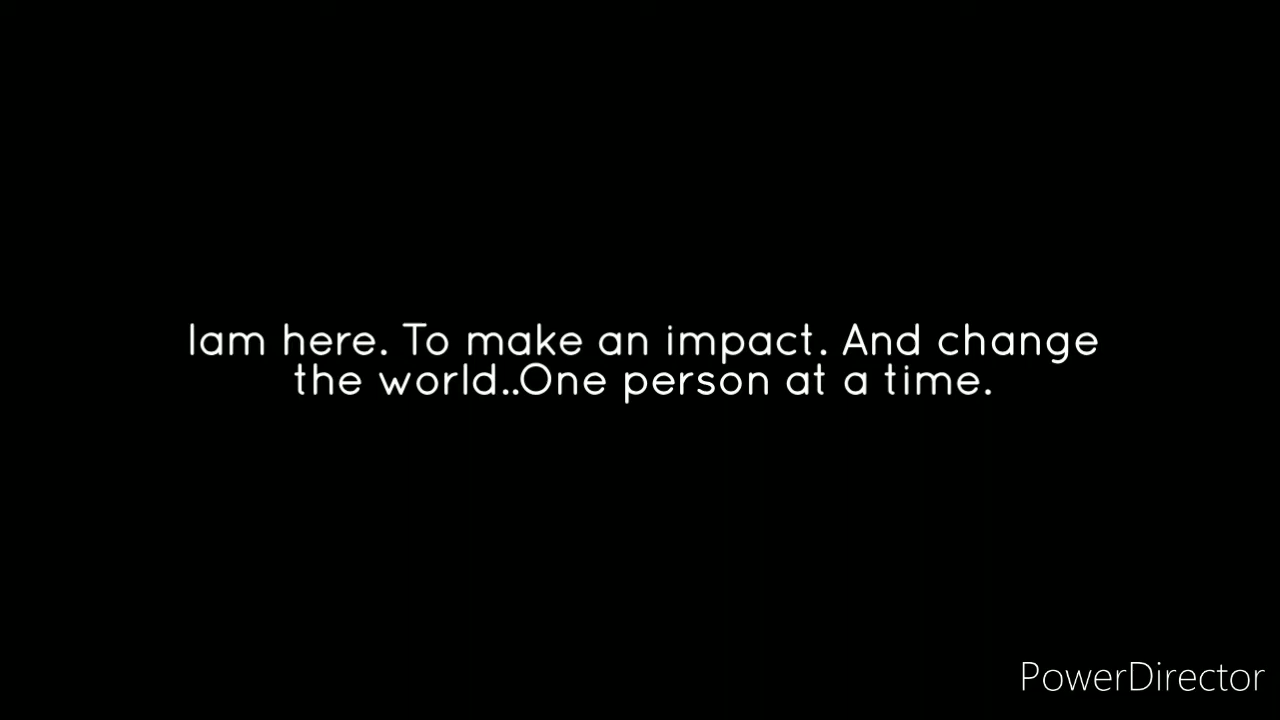 Iam here. To make an impact. And change
the world..One person at a time.
PowerDirector